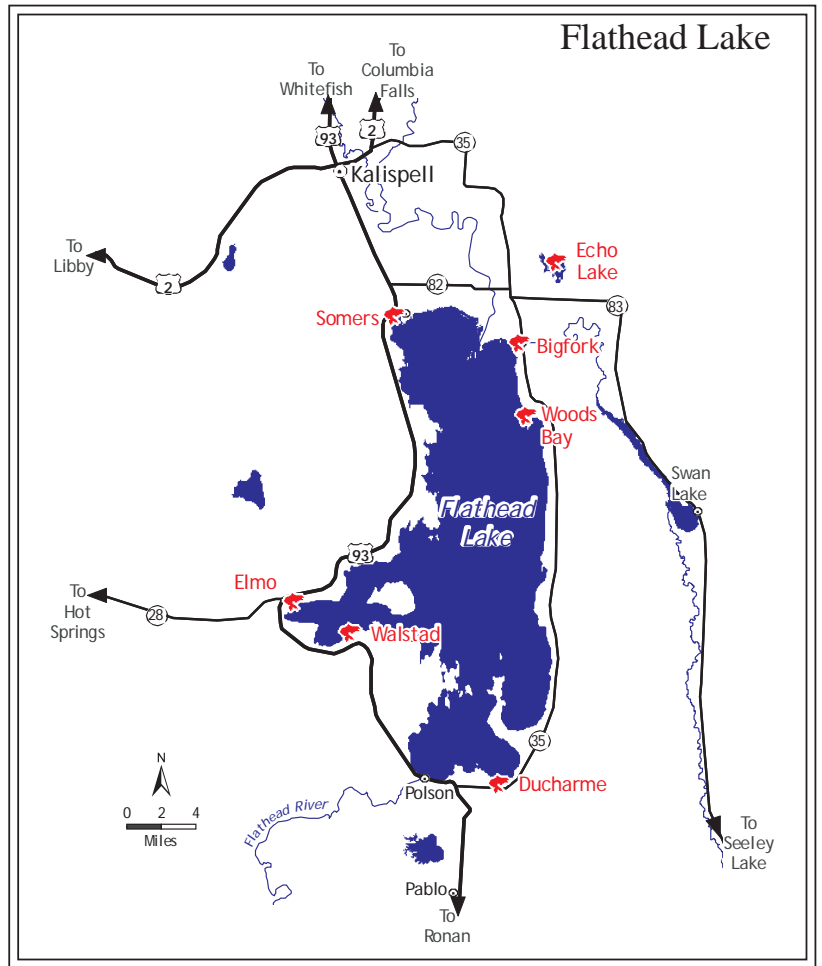 Flathead Lake
To
Whitefish
To
Columbia
Falls
93
2
35
Kalispell
To
Libby
2
Echo
Lake
82
83
Somers
Bigfork
Woods
Bay
Swan
Lake
Flathead
Lake
93
Elmo
To
Hot
Springs
28
Walstad
35
N
0 2 4
Miles
Polson
Ducharme
Flathead River
To
Seeley
Lake
Pablo
To
Ronan